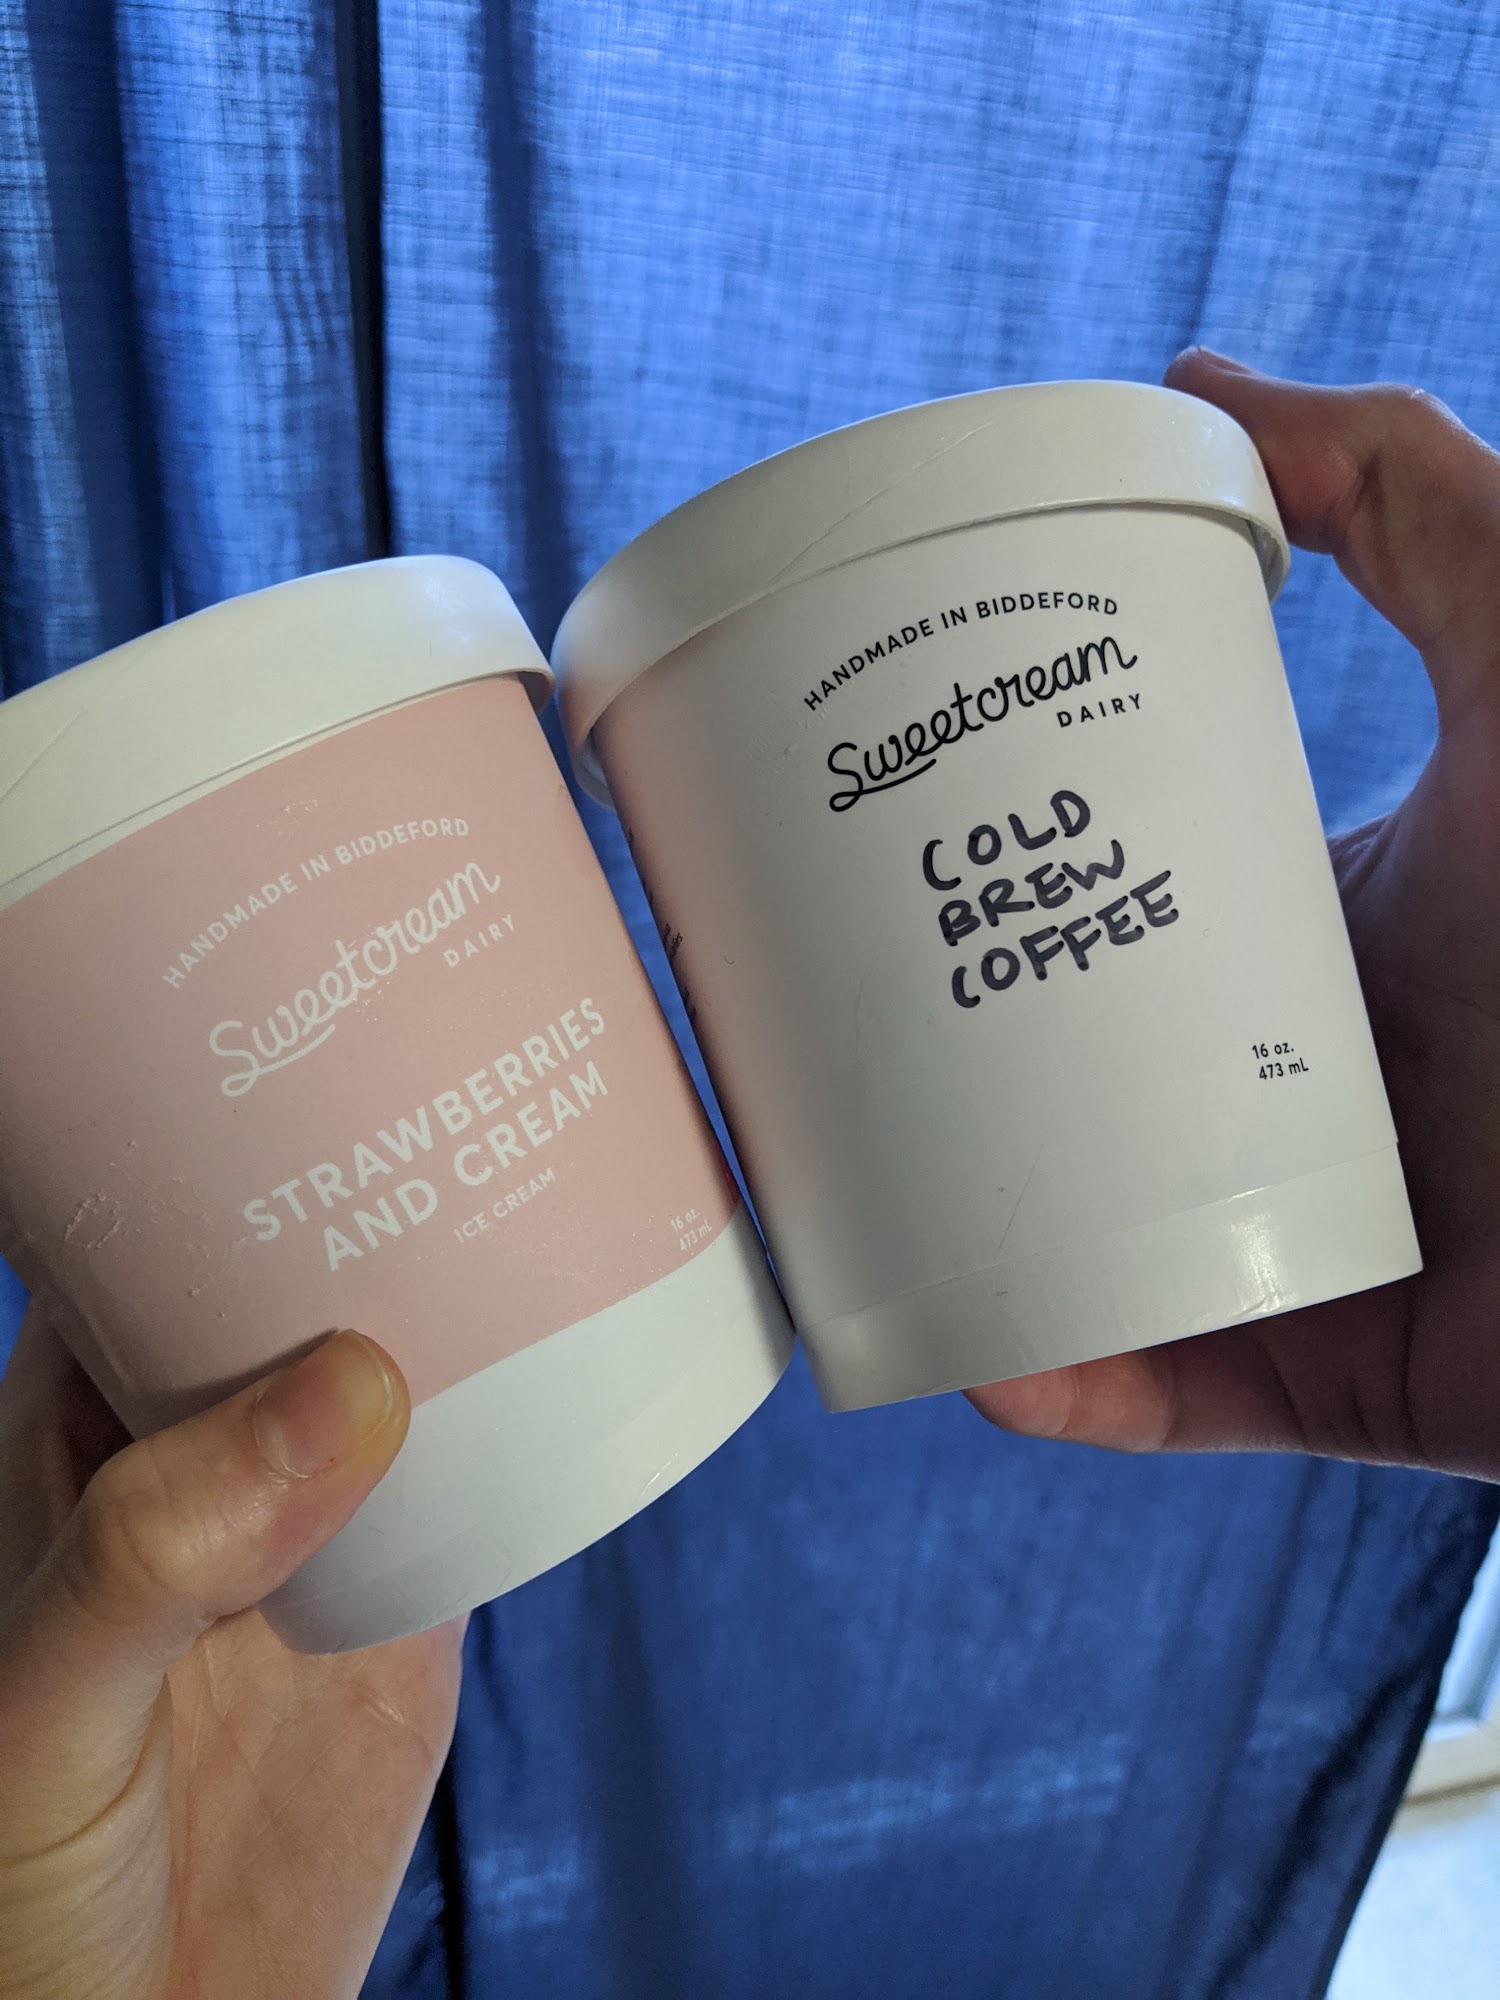 HANDMADE IN BIDDEFORD
Sweetcream
DAIRY
STRAWBERRIES
AND CREAM
ICE CREAM
16 oz.
473 mL
HANDMADE IN BIDDEFORD
Sweetcream
DAIRY
COLD
BREW
COFFEE
16 oz.
473 mL